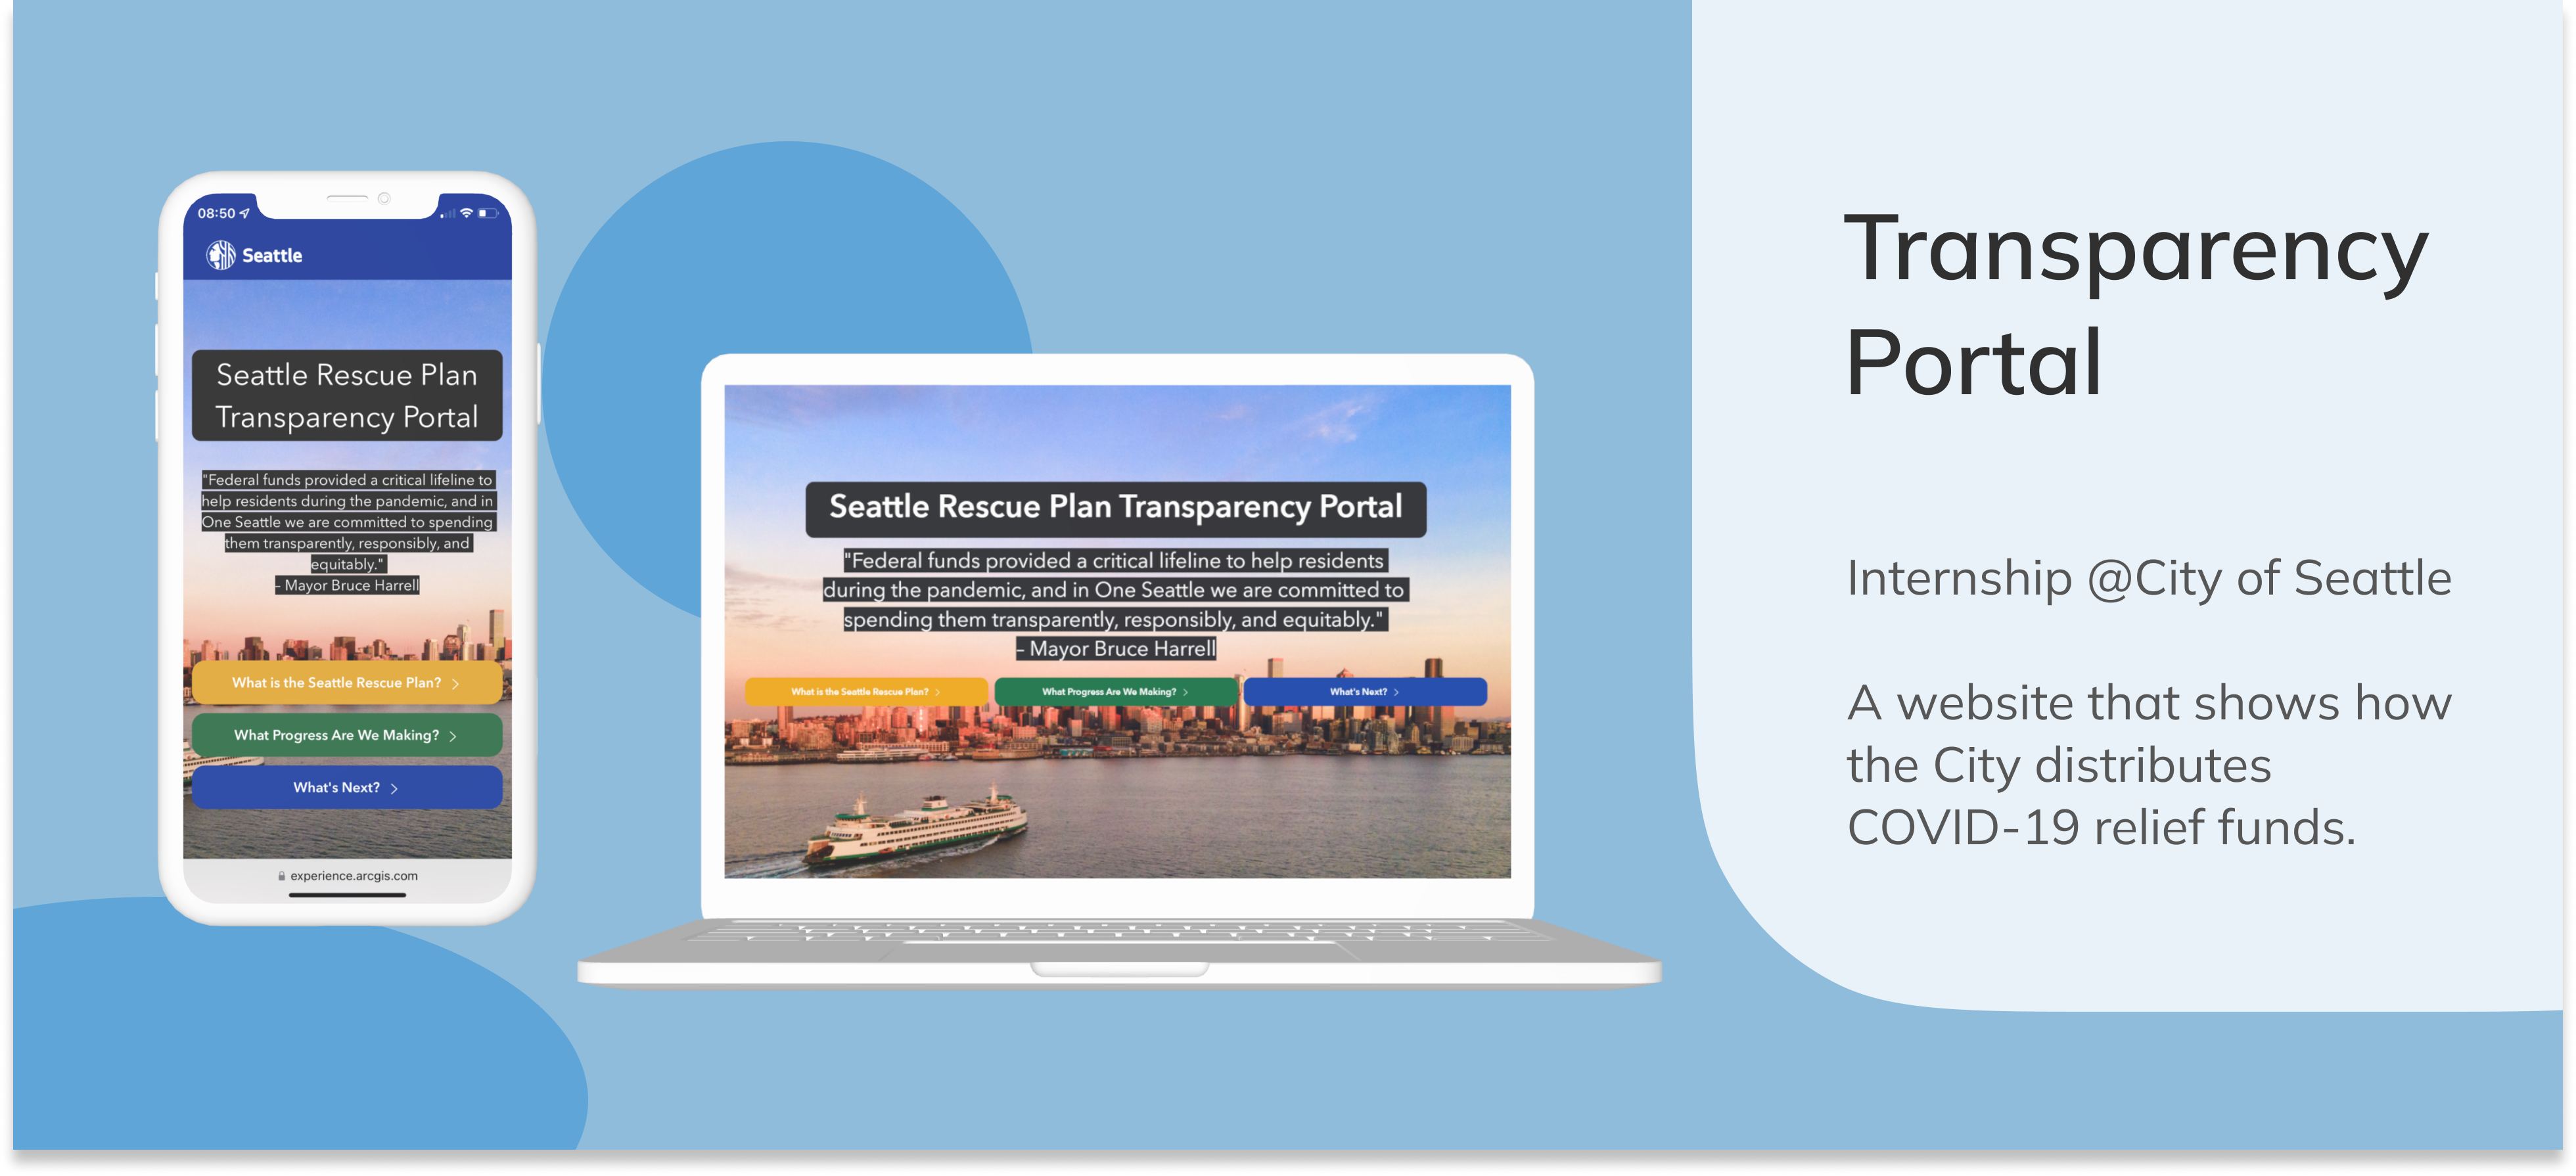 08:50
Seattle
Seattle Rescue Plan
Transparency Portal
"Federal funds provided a critical lifeline to
help residents during the pandemic, and in
One Seattle we are committed to spending
them transparently, responsibly, and
equitably."
– Mayor Bruce Harrell
What is the Seattle Rescue Plan? >
What Progress Are We Making? >
What's Next? >
experience.arcgis.com
Seattle Rescue Plan Transparency Portal
"Federal funds provided a critical lifeline to help residents
during the pandemic, and in One Seattle we are committed to
spending them transparently, responsibly, and equitably."
– Mayor Bruce Harrell
What is the Seattle Rescue Plan? >
What Progress Are We Making? >
What's Next? >
Transparency
Portal
Internship @City of Seattle
A website that shows how
the City distributes
COVID-19 relief funds.